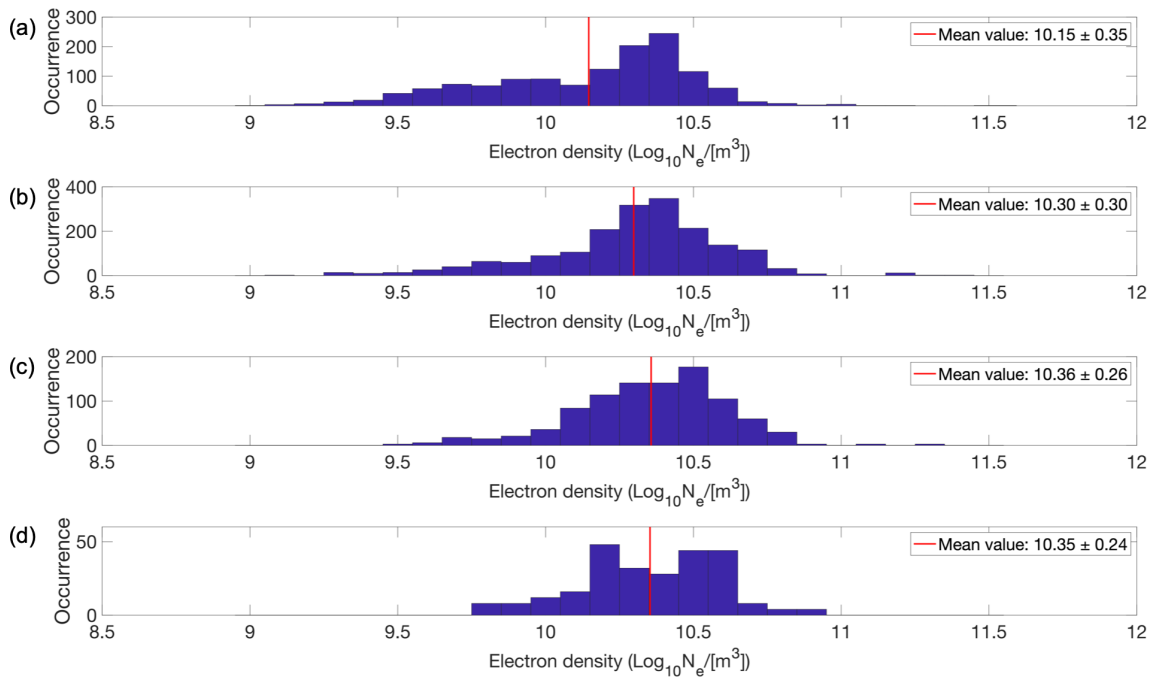 (a)
Occurrence
300
200
100
0
8.5 9 9.5 10 10.5 11 11.5 12
Electron density (Log10Ne/[m3])
Mean value: 10.15 ± 0.35
(b)
Occurrence
400
200
0
8.5 9 9.5 10 10.5 11 11.5 12
Electron density (Log10Ne/[m3])
Mean value: 10.30 ± 0.30
(c)
Occurrence
200
100
0
8.5 9 9.5 10 10.5 11 11.5 12
Electron density (Log10Ne/[m3])
Mean value: 10.36 ± 0.26
(d)
Occurrence
50
0
8.5 9 9.5 10 10.5 11 11.5 12
Electron density (Log10Ne/[m3])
Mean value: 10.35 ± 0.24